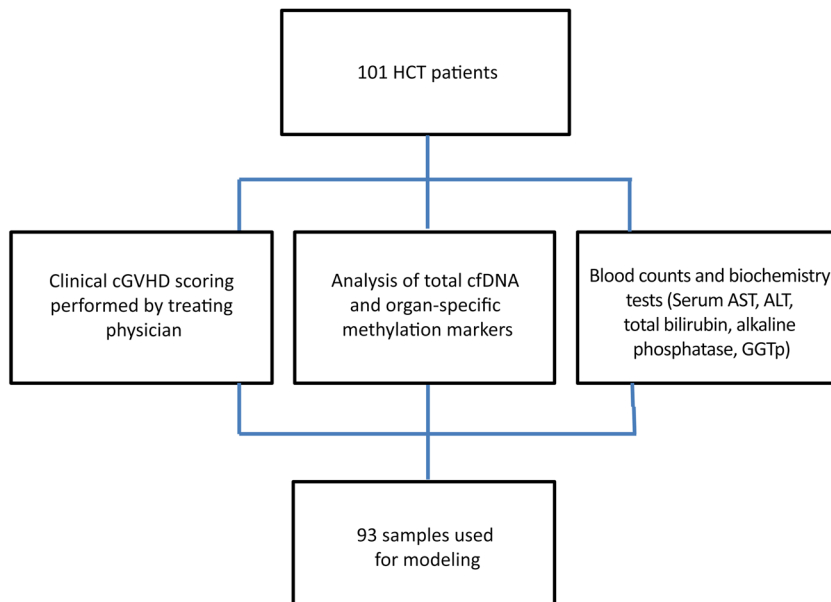 101 HCT patients
Clinical cGVHD scoring
performed by treating
physician
Analysis of total cfDNA
and organ-specific
methylation markers
Blood counts and biochemistry
tests (Serum AST, ALT,
total bilirubin, alkaline
phosphatase, GGTp)
93 samples used
for modeling